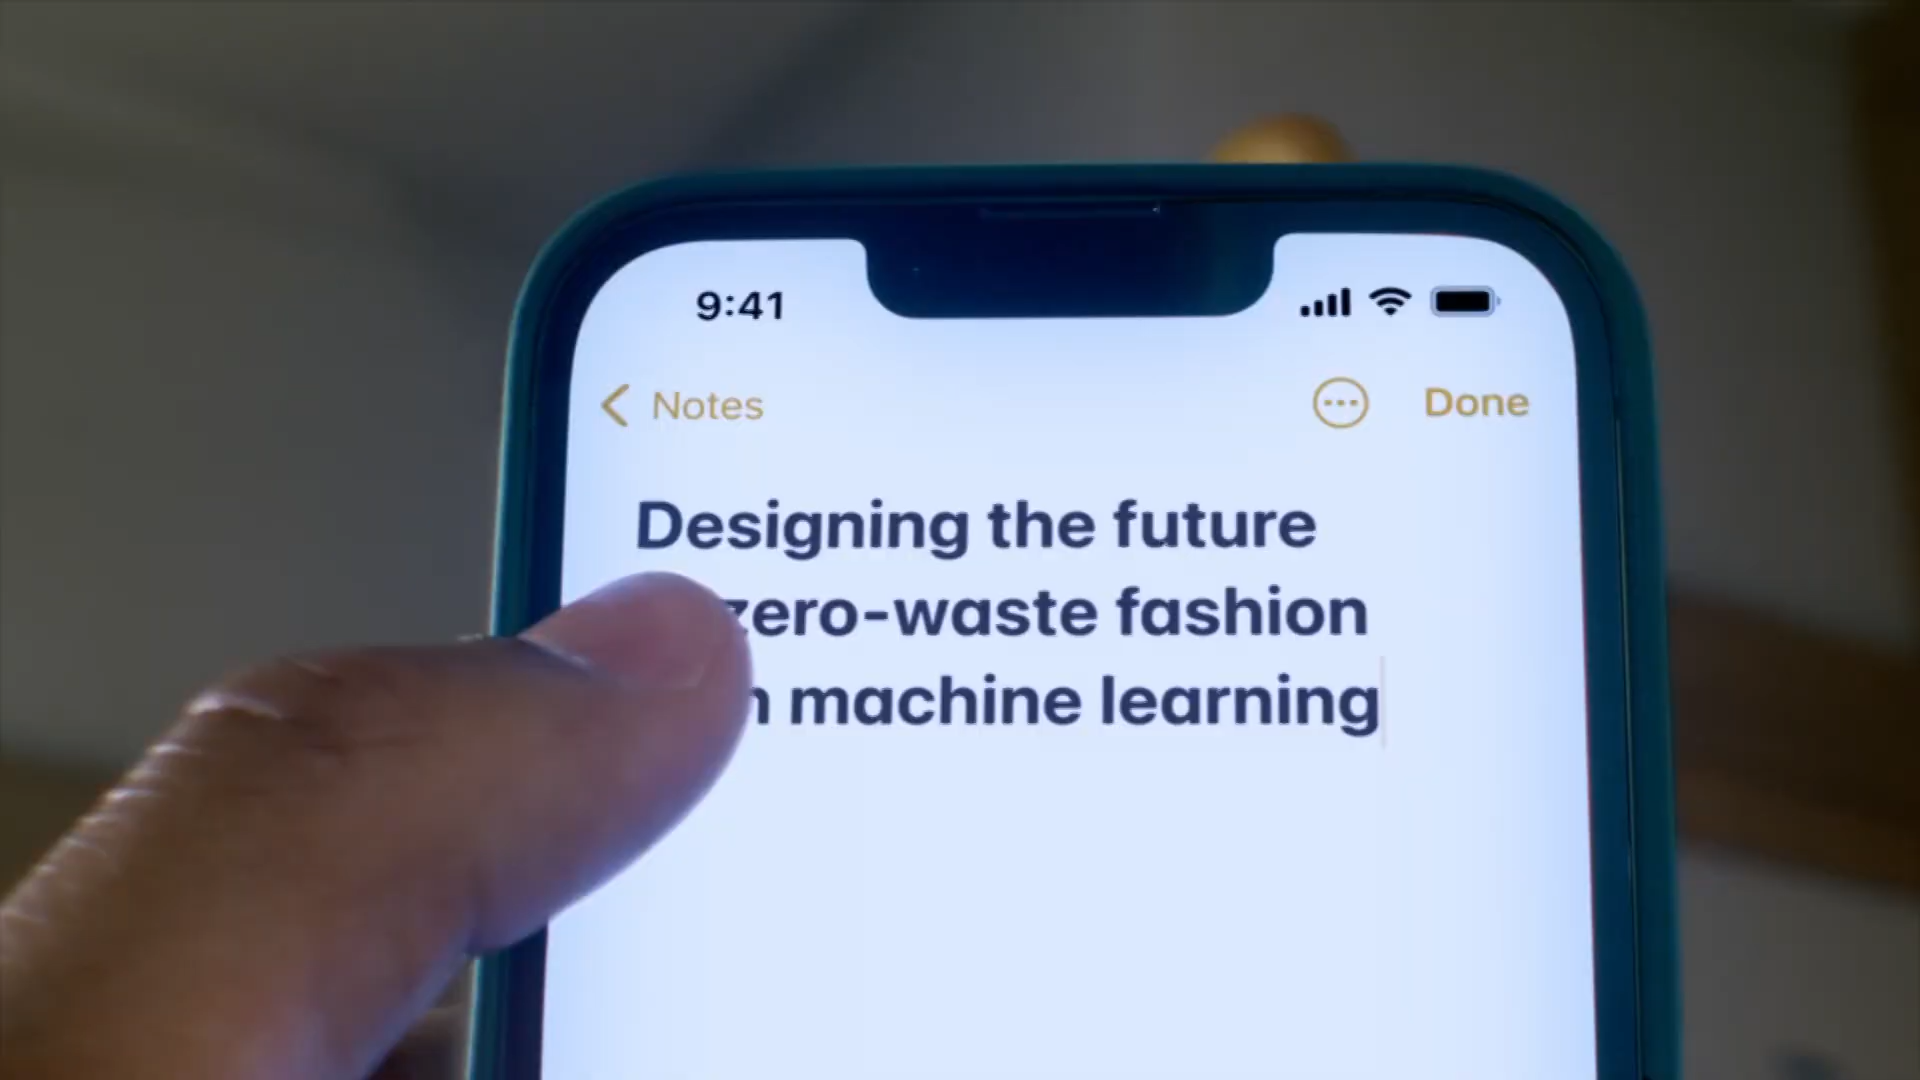 9:41
Notes
Done
Designing the future
zero-waste fashion
machine learning